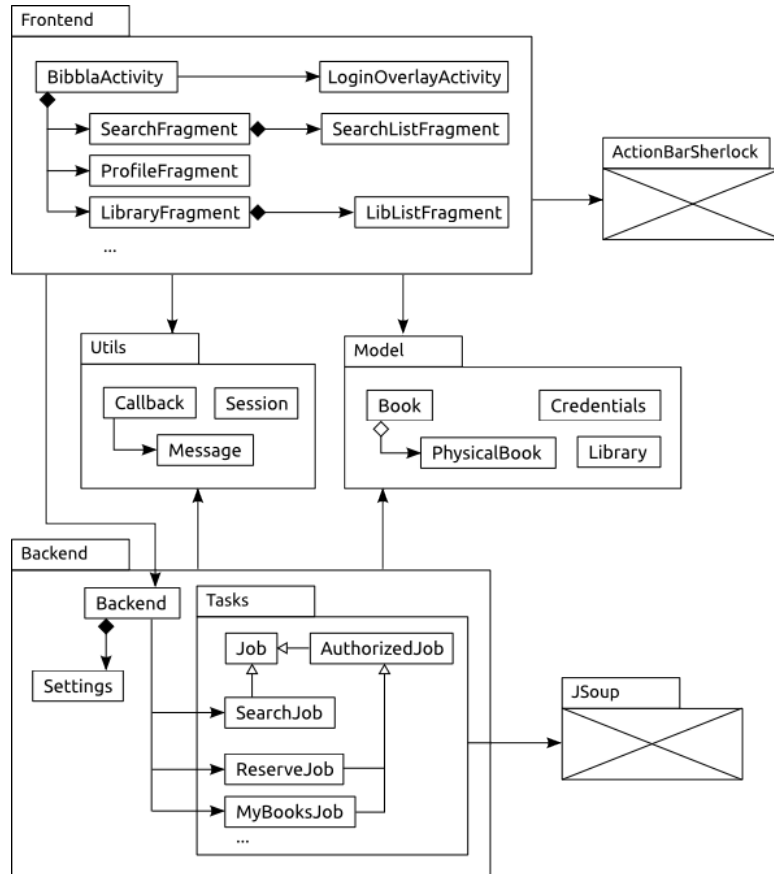 Frontend
BibblaActivity
LoginOverlayActivity
SearchFragment
SearchListFragment
ProfileFragment
LibraryFragment
LibListFragment
...
ActionBarSherlock
Utils
Callback
Session
Message
Model
Book
Credentials
PhysicalBook
Library
Backend
Backend
Settings
Tasks
Job
AuthorizedJob
SearchJob
ReserveJob
MyBooksJob
...
JSoup